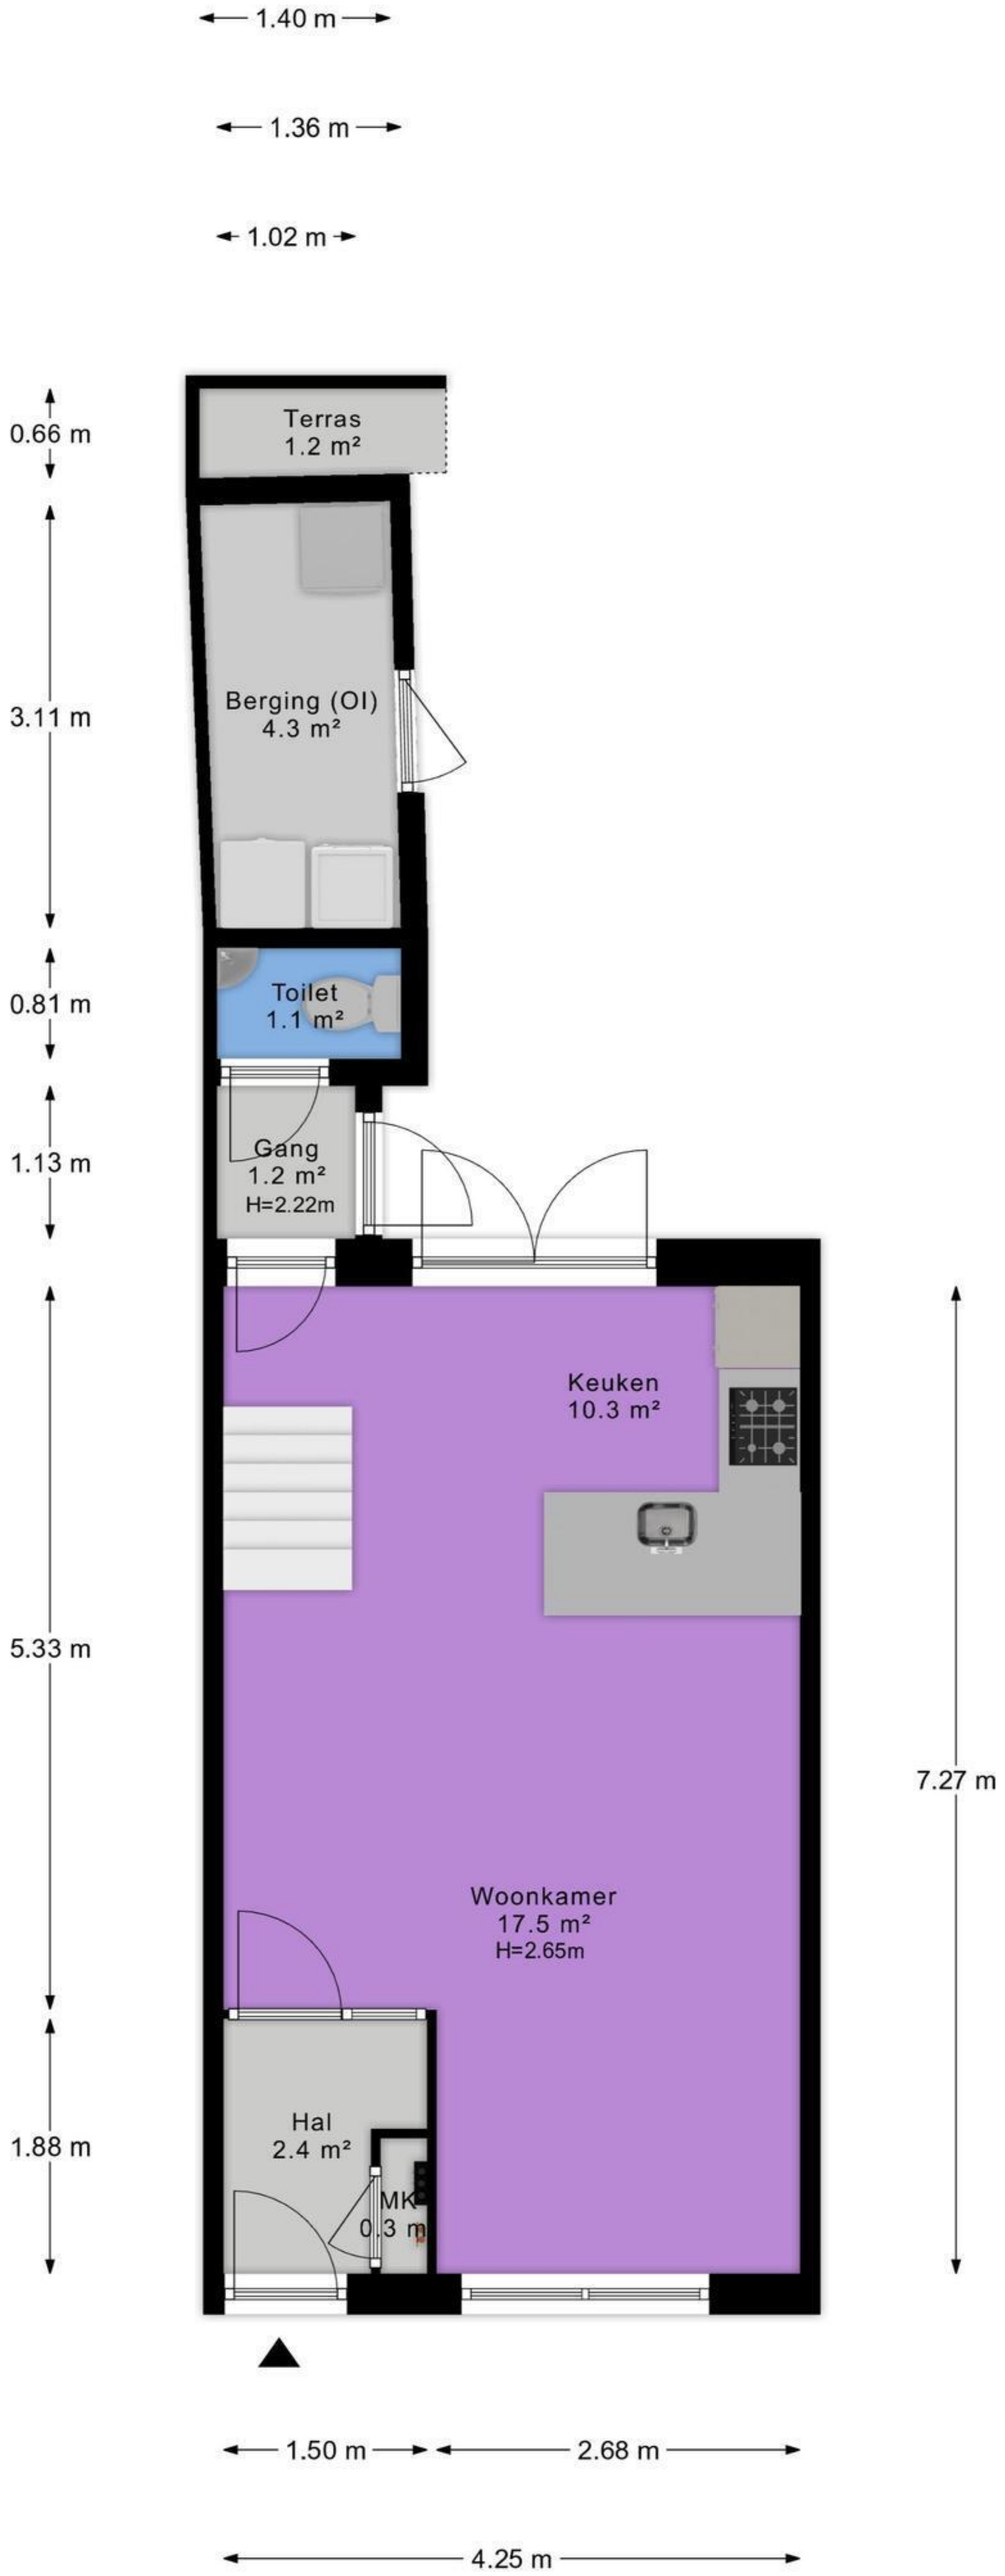 1.40 m
1.36 m
1.02 m
0.66 m
Terras
1.2 m²
3.11 m
Berging (OI)
4.3 m²
0.81 m
Toilet
1.1 m²
1.13 m
Gang
1.2 m²
H=2.22m
Keuken
10.3 m²
5.33 m
7.27 m
Woonkamer
17.5 m²
H=2.65m
1.88 m
Hal
2.4 m²
MK
0.3 m
1.50 m
2.68 m
4.25 m